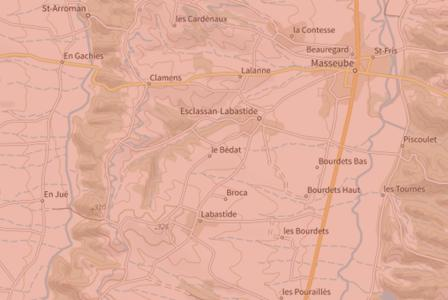 St-Arroman
les Cardenaux
la Contesse
Beauregard
St-Fris
En Gachies
Masseube
Clamens
Lalanne
Esclassan-Labastide
Piscoulet
le Bédat
Bourdets Bas
En Jué
Broca
Bourdets Haut
les Tournes
Labastide
les Bourdets
les Pouraillès